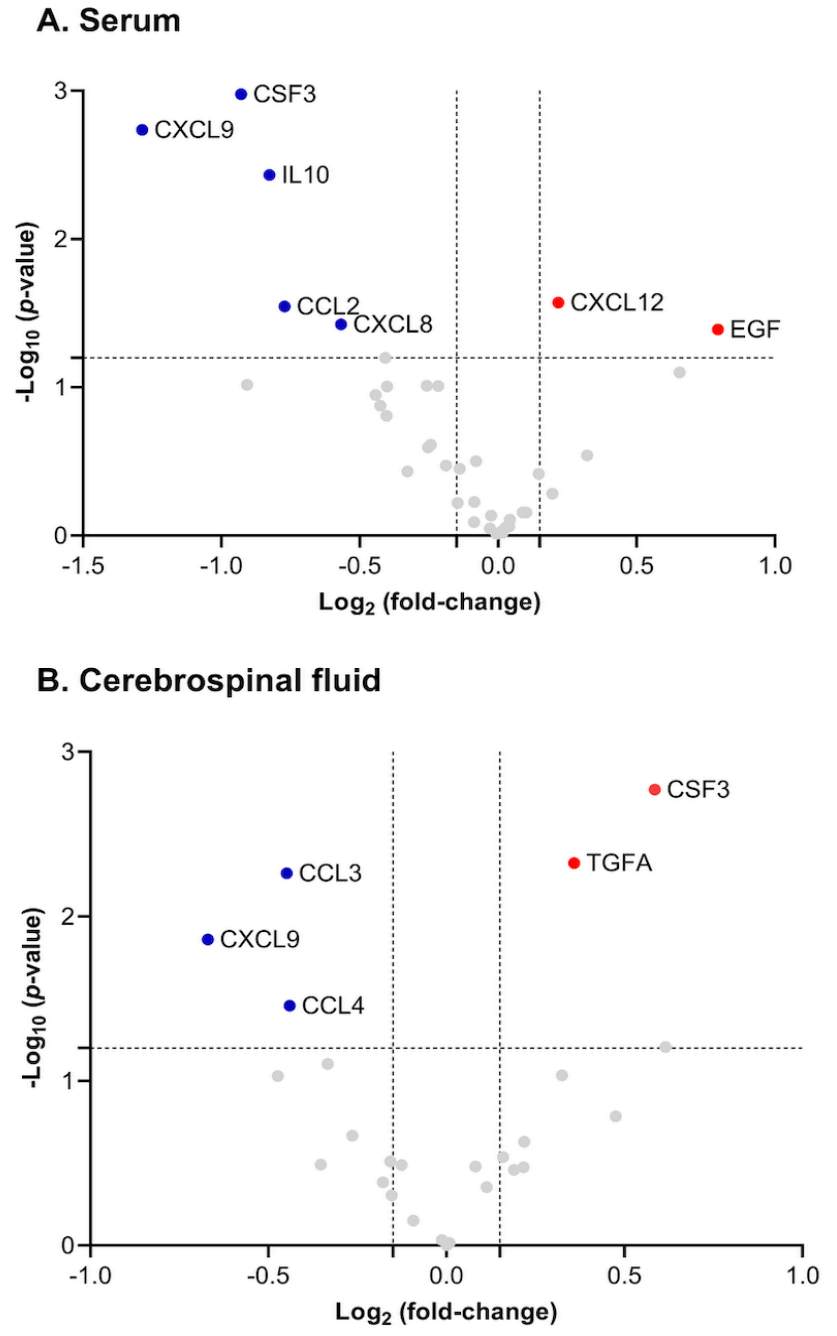 A. Serum
3
CSF3
CXCL9
IL10
2
CCL2
CXCL8
CXCL12
EGF
1
0
-Log10 (p-value)
-1.5 -1.0 -0.5 0.0 0.5 1.0
Log2 (fold-change)
B. Cerebrospinal fluid
3
CSF3
TGFA
CCL3
2
CXCL9
CCL4
1
0
-Log10 (p-value)
-1.0 -0.5 0.0 0.5 1.0
Log2 (fold-change)